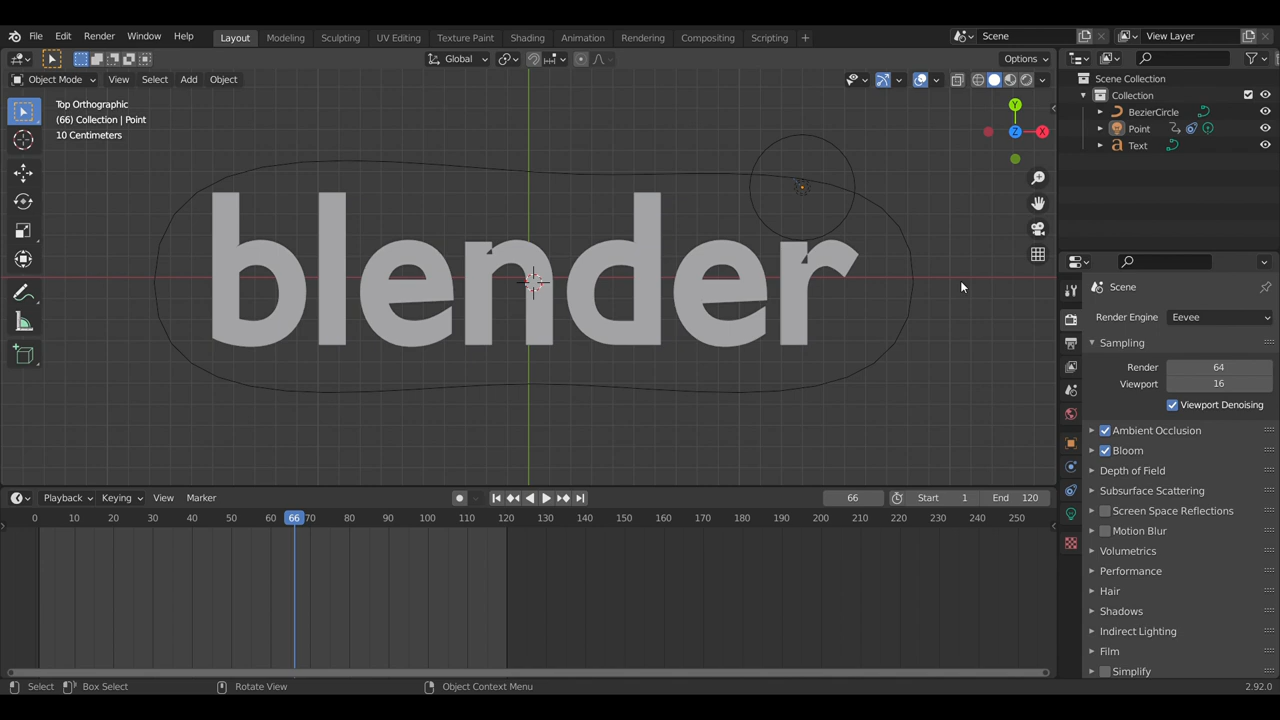 File Edit Render Window Help Layout Modeling Sculpting UV Editing Texture Paint Shading Animation Rendering Compositing Scripting + Scene View Layer
Global Options
Object Mode View Select Add Object
Top Orthographic
(66) Collection | Point
10 Centimeters
blender
Y
X
Z
Scene Collection
Collection
BezierCircle
Point
Text
Scene
Render Engine Eevee
Sampling
Render 64
Viewport 16
Viewport Denoising
Ambient Occlusion
Bloom
Depth of Field
Subsurface Scattering
Screen Space Reflections
Motion Blur
Volumetrics
Performance
Hair
Shadows
Indirect Lighting
Film
Simplify
Playback Keying View Marker 66 Start 1 End 120
0 10 20 30 40 50 60 66 70 80 90 100 110 120 130 140 150 160 170 180 190 200 210 220 230 240 250
Select Box Select Rotate View Object Context Menu 2.92.0